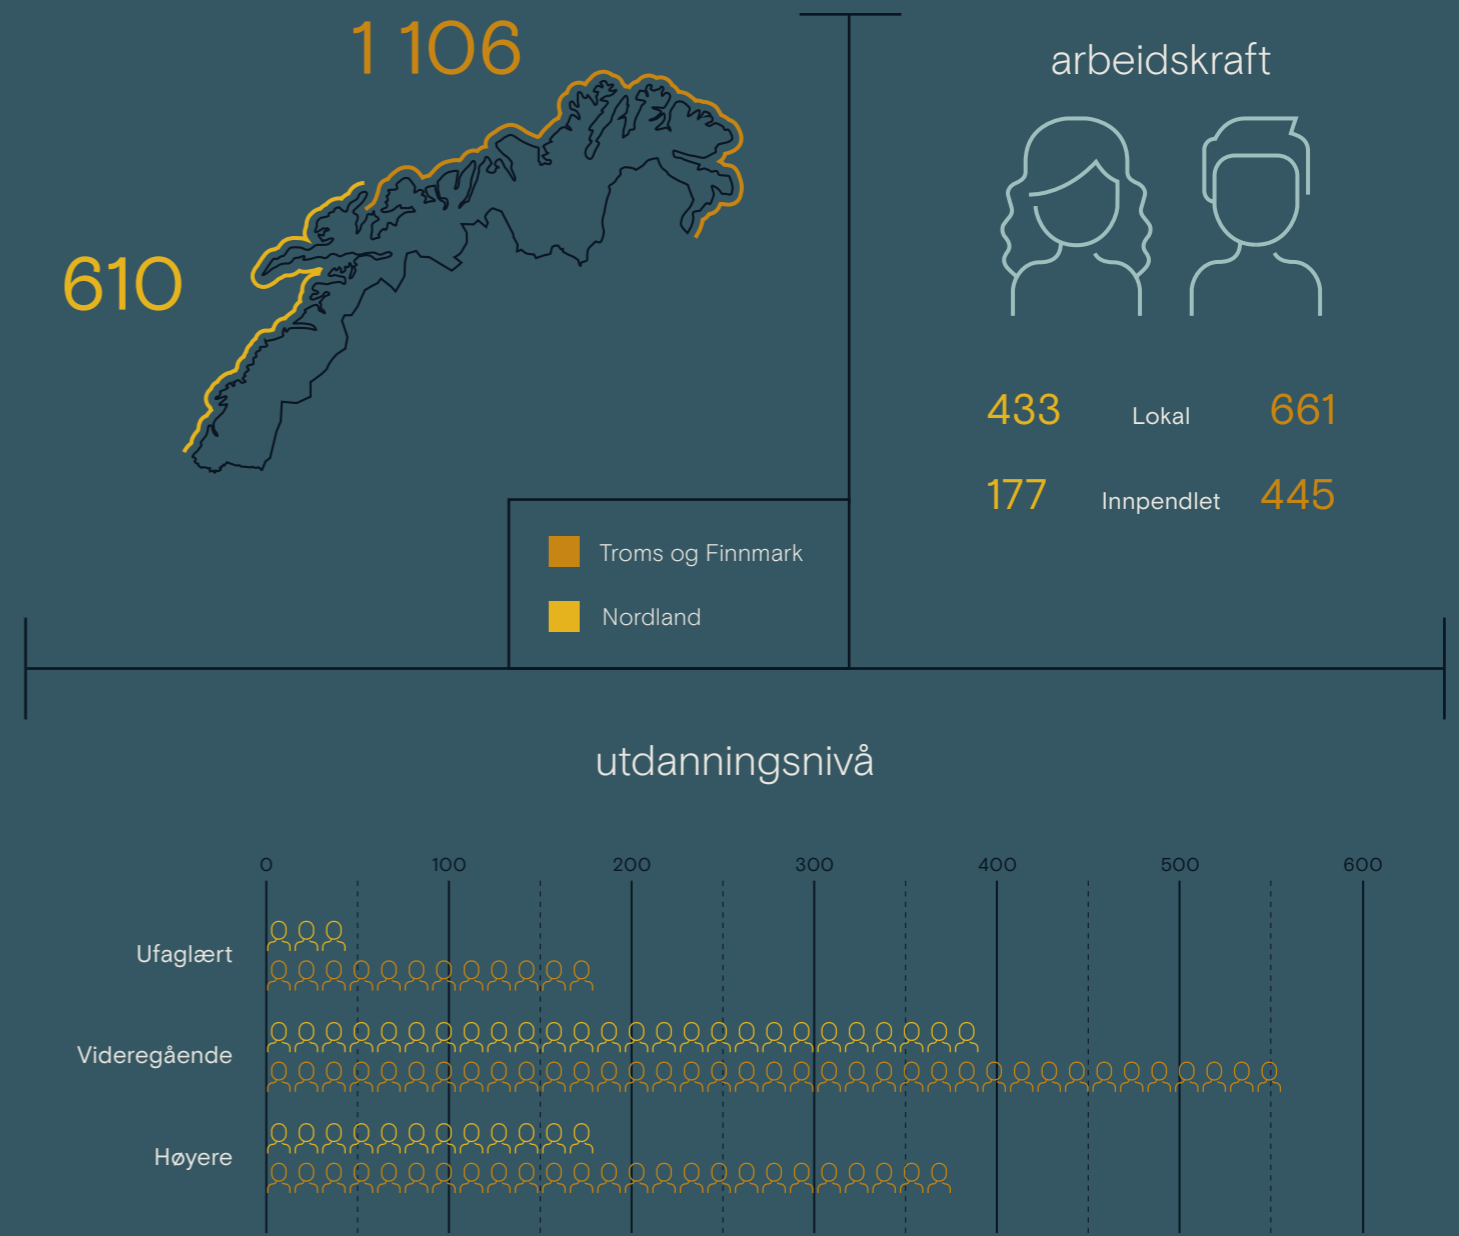 1 106
610
arbeidskraft
433 Lokal 661
177 Innpendlet 445
Troms og Finnmark
Nordland
utdanningsnivå
0 100 200 300 400 500 600
Ufaglært
Videregående
Høyere